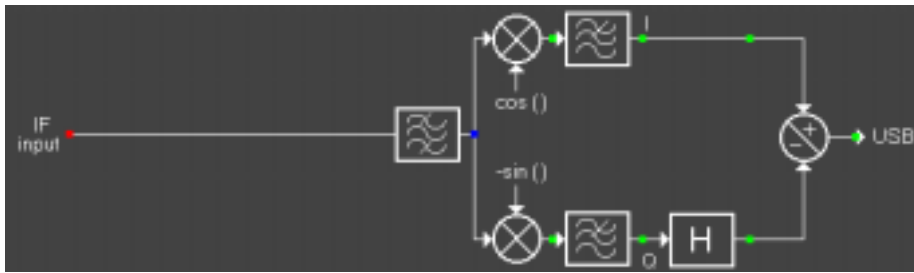 I
cos ()
+
IF
input
−
USB
-sin ()
H
Q